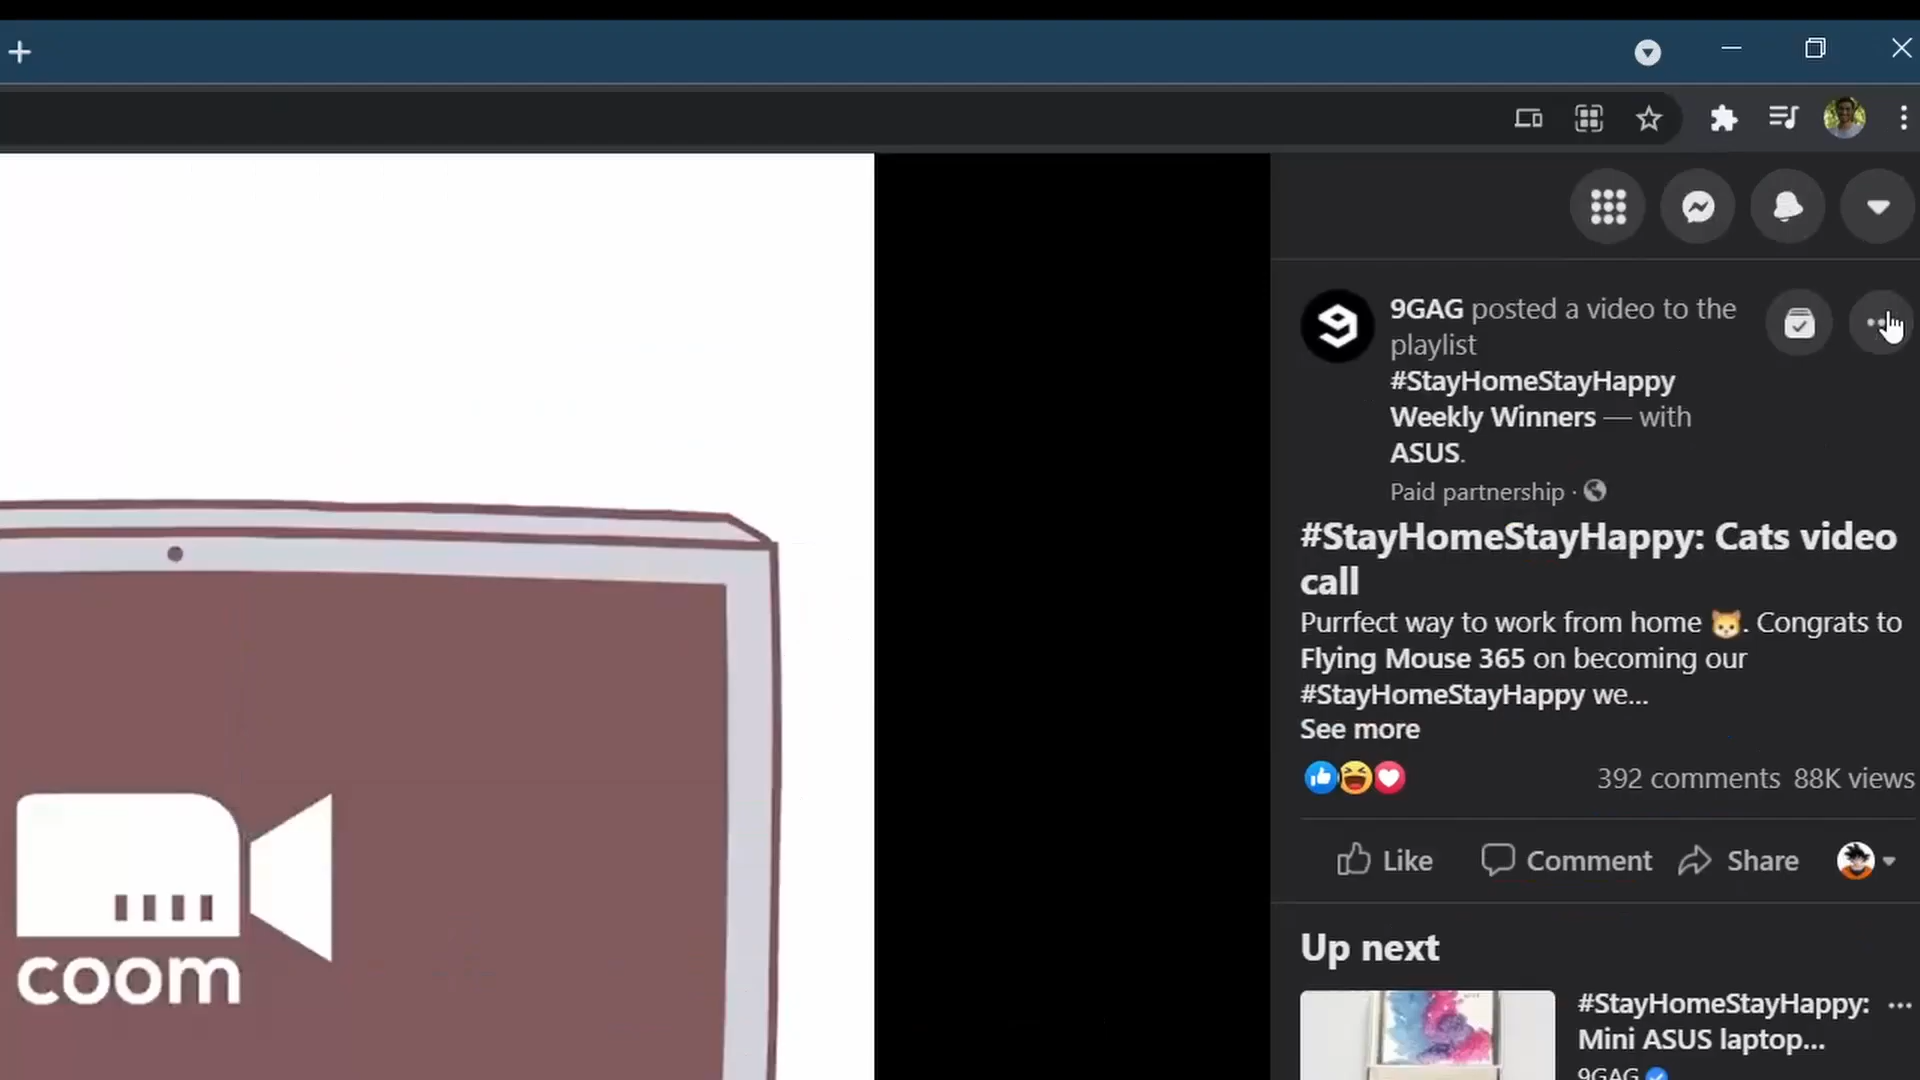 9GAG posted a video to the
playlist
#StayHomeStayHappy
Weekly Winners — with
ASUS.
Paid partnership ·
#StayHomeStayHappy: Cats video
call
Purrfect way to work from home 🐱. Congrats to
Flying Mouse 365 on becoming our
#StayHomeStayHappy we...
See more
392 comments 88K views
Like Comment Share
Up next
#StayHomeStayHappy:
Mini ASUS laptop...
9GAG
coom